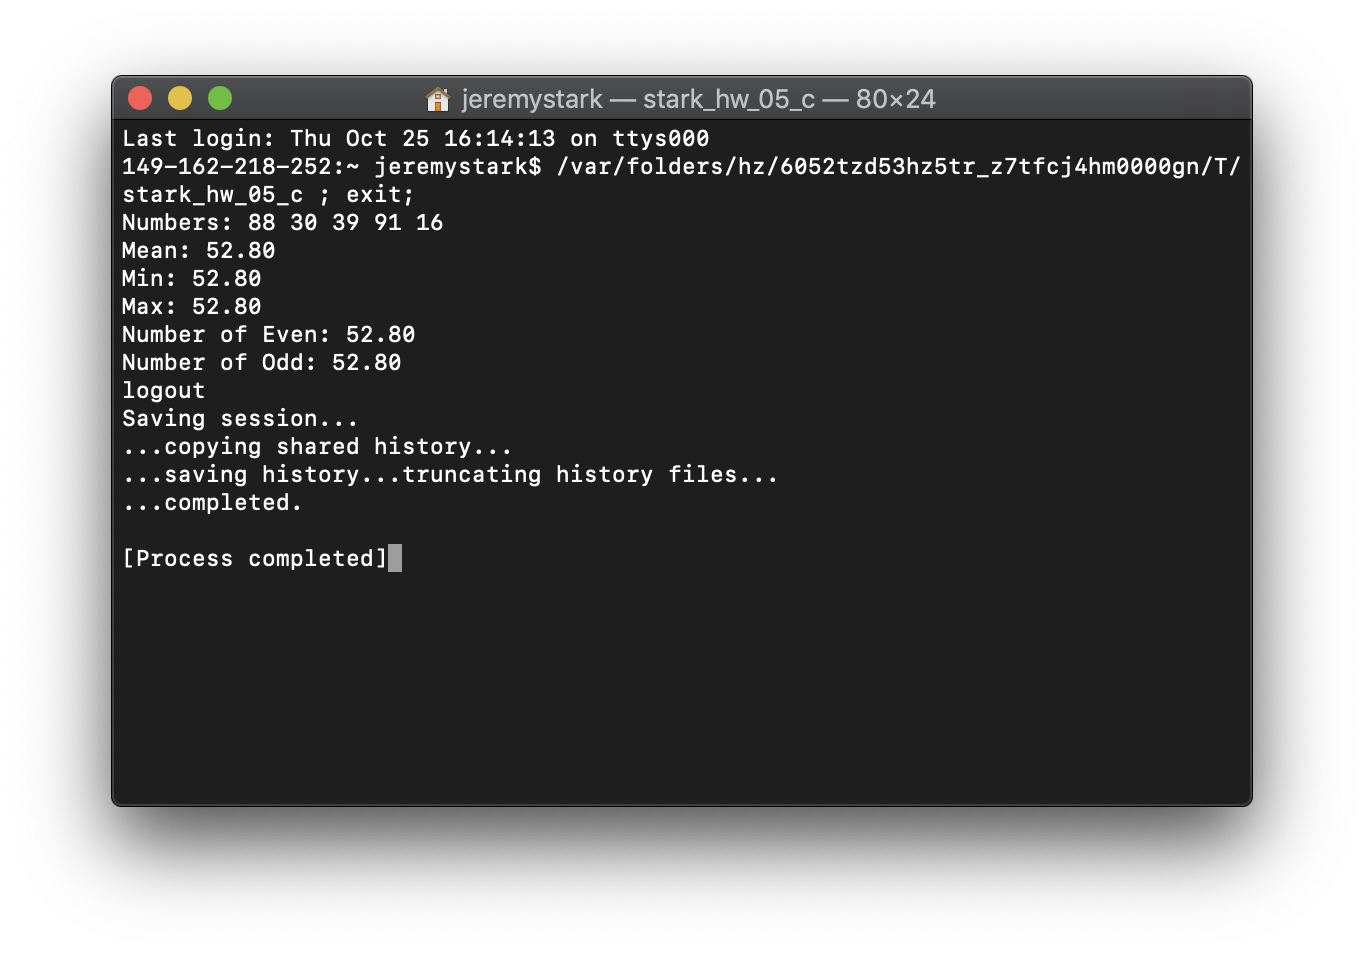 jeremystark — stark_hw_05_c — 80×24
Last login: Thu Oct 25 16:14:13 on ttys000
149-162-218-252:~ jeremystark$ /var/folders/hz/6052tzd53hz5tr_z7tfcj4hm0000gn/T/
stark_hw_05_c ; exit;
Numbers: 88 30 39 91 16
Mean: 52.80
Min: 52.80
Max: 52.80
Number of Even: 52.80
Number of Odd: 52.80
logout
Saving session...
...copying shared history...
...saving history...truncating history files...
...completed.
[Process completed]